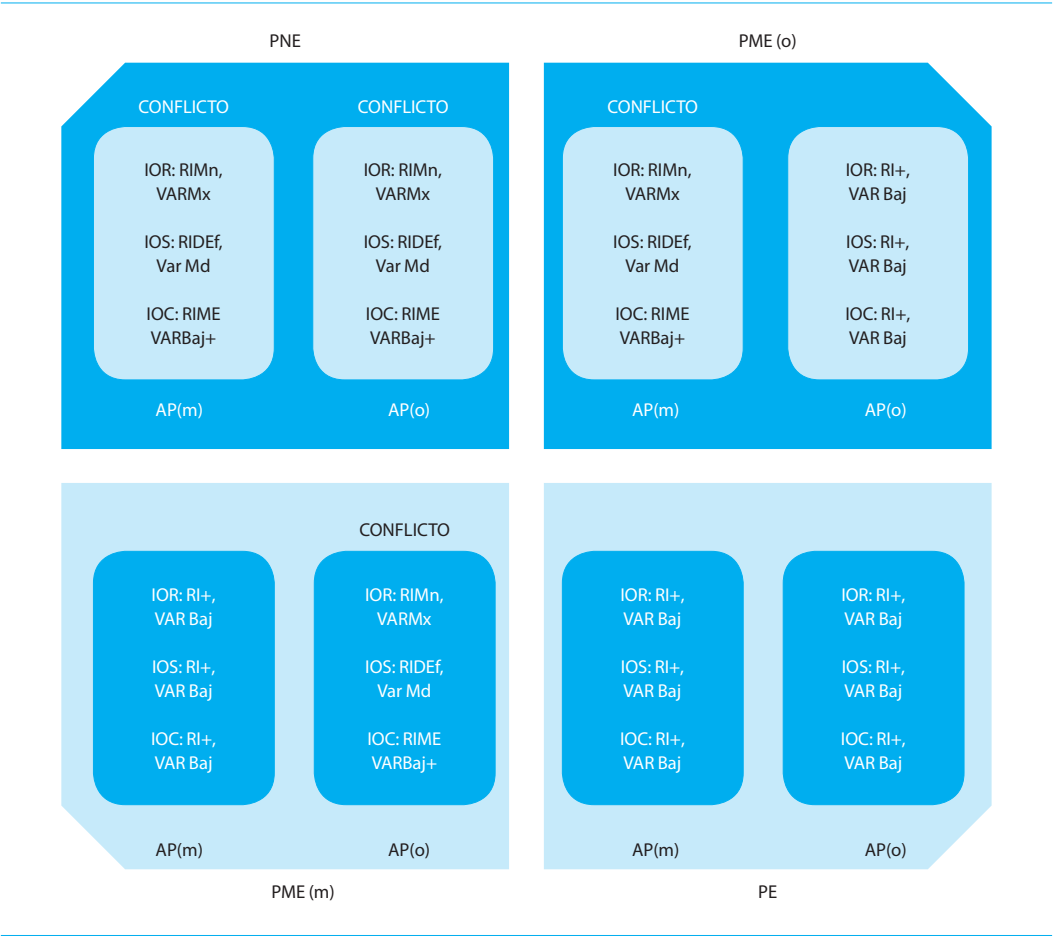 PNE
CONFLICTO
CONFLICTO
IOR: RIMn,
VARMx
IOS: RIDEf,
Var Md
IOC: RIME
VARBaj+
AP(m)
IOR: RIMn,
VARMx
IOS: RIDEf,
Var Md
IOC: RIME
VARBaj+
AP(o)
PME (o)
CONFLICTO
IOR: RIMn,
VARMx
IOS: RIDEf,
Var Md
IOC: RIME
VARBaj+
AP(m)
IOR: RI+,
VAR Baj
IOS: RI+,
VAR Baj
IOC: RI+,
VAR Baj
AP(o)
IOR: RI+,
VAR Baj
IOS: RI+,
VAR Baj
IOC: RI+,
VAR Baj
AP(m)
CONFLICTO
IOR: RIMn,
VARMx
IOS: RIDEf,
Var Md
IOC: RIME
VARBaj+
AP(o)
PME (m)
IOR: RI+,
VAR Baj
IOS: RI+,
VAR Baj
IOC: RI+,
VAR Baj
AP(m)
IOR: RI+,
VAR Baj
IOS: RI+,
VAR Baj
IOC: RI+,
VAR Baj
AP(o)
PE